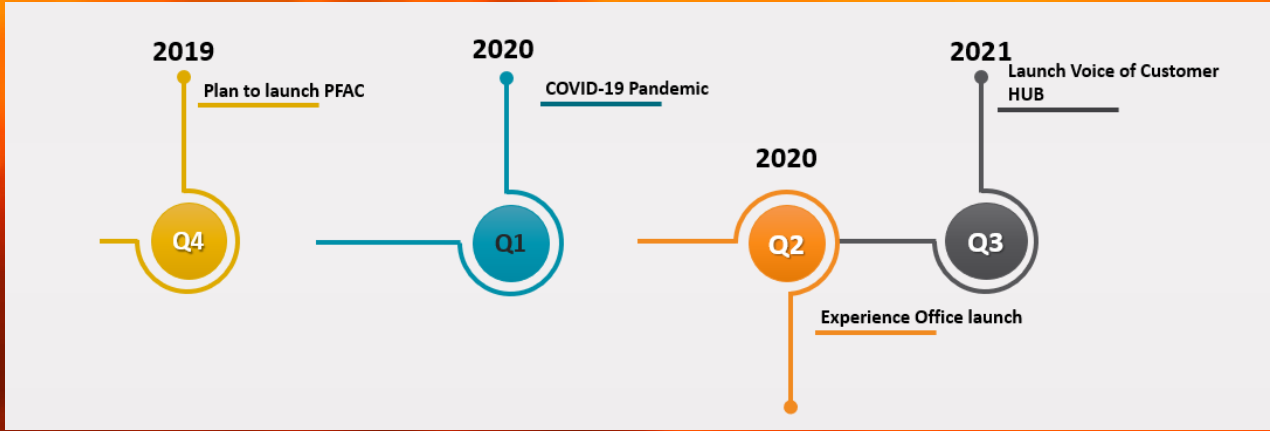 2019
Plan to launch PFAC
Q4
2020
COVID-19 Pandemic
Q1
2020
Q2
Experience Office launch
2021
Launch Voice of Customer
HUB
Q3